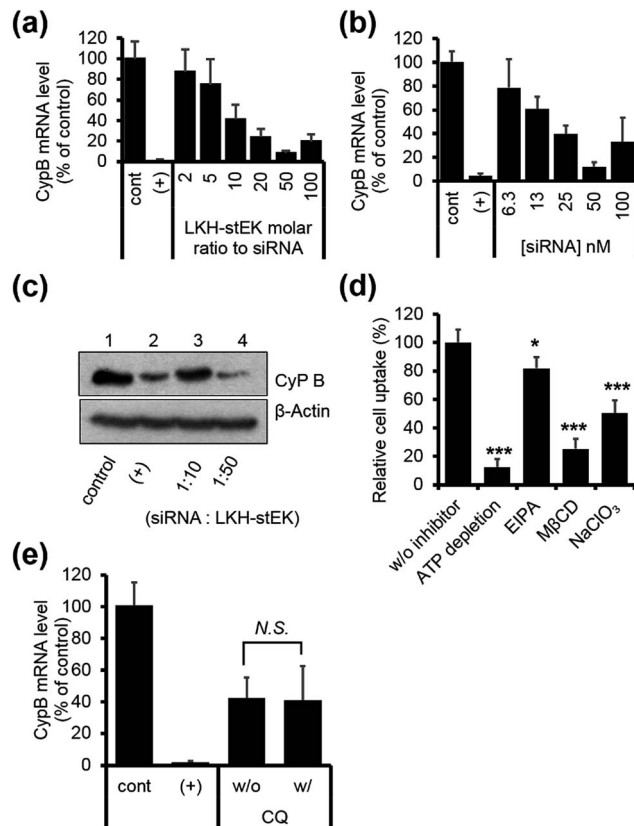 (a)
CypB mRNA level
(% of control)
120
100
80
60
40
20
0
cont
(+)
2
5
10
20
50
100
LKH-stEK molar
ratio to siRNA
(b)
CypB mRNA level
(% of control)
120
100
80
60
40
20
0
cont
(+)
6.3
13
25
50
100
[siRNA] nM
(c)
1 2 3 4
CyP B
β-Actin
control
(+)
1:10
1:50
(siRNA : LKH-stEK)
(d)
Relative cell uptake (%)
120
100
80
60
40
20
0
***
*
***
***
w/o inhibitor
ATP depletion
EIPA
MβCD
NaClO₃
(e)
CypB mRNA level
(% of control)
120
100
80
60
40
20
0
N.S.
cont
(+)
w/o
w/
CQ